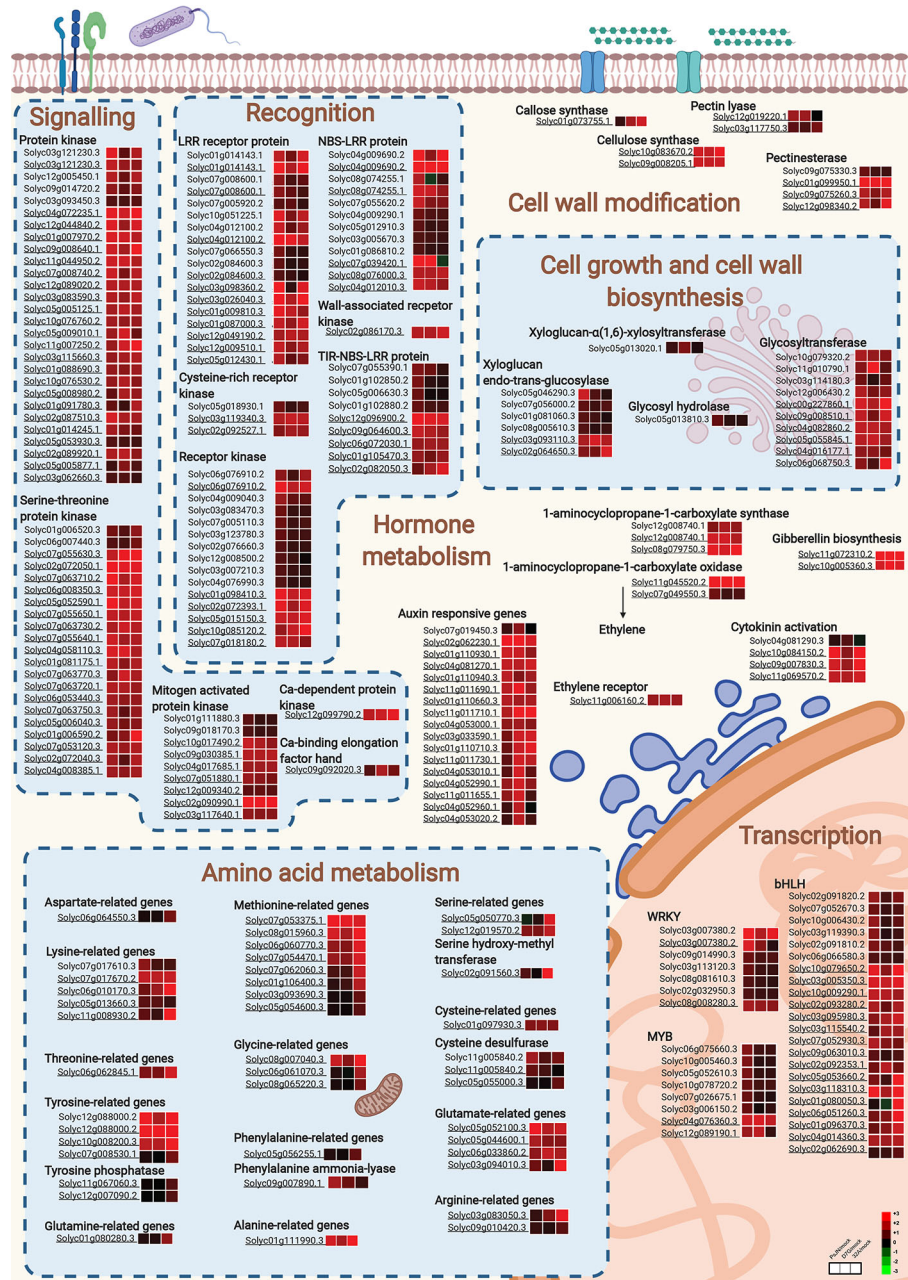 Signalling
Protein kinase
Solyc03g121230.3
Solyc03g121230.3
Solyc12g005450.1
Solyc09g014720.2
Solyc03g093450.3
Solyc04g072235.1
Solyc12g044840.2
Solyc01g007970.2
Solyc09g008640.1
Solyc11g044950.2
Solyc07g008740.2
Solyc12g089020.2
Solyc03g083590.2
Solyc05g005125.1
Solyc10g076760.2
Solyc05g009010.1
Solyc11g007250.2
Solyc03g115660.3
Solyc01g088690.3
Solyc10g076530.2
Solyc05g008980.2
Solyc01g091780.3
Solyc02g087510.3
Solyc01g014245.1
Solyc05g053930.3
Solyc02g089920.1
Solyc05g005877.1
Solyc03g062660.3
Serine-threonine
protein kinase
Solyc01g006520.3
Solyc06g007440.3
Solyc07g055630.3
Solyc02g072050.1
Solyc07g063710.2
Solyc06g008350.3
Solyc05g052590.1
Solyc07g055650.1
Solyc07g063730.2
Solyc07g055640.1
Solyc04g058110.3
Solyc01g081175.1
Solyc07g063770.3
Solyc07g063720.1
Solyc06g053440.3
Solyc07g063750.3
Solyc05g006040.3
Solyc01g006590.2
Solyc07g053120.3
Solyc02g072040.3
Solyc04g008385.1
Recognition
LRR receptor protein
Solyc01g014143.1
Solyc01g014143.1
Solyc07g008600.1
Solyc07g008600.1
Solyc07g005920.2
Solyc10g051225.1
Solyc04g012100.2
Solyc04g012100.2
Solyc07g066550.3
Solyc02g084600.3
Solyc02g084600.3
Solyc03g098360.2
Solyc03g026040.3
Solyc01g009810.3
Solyc01g087000.3
Solyc12g049190.2
Solyc12g009510.1
Solyc05g012430.1
Cysteine-rich receptor
kinase
Solyc05g018930.1
Solyc03g119340.3
Solyc02g092527.1
Receptor kinase
Solyc06g076910.2
Solyc06g076910.2
Solyc04g009040.3
Solyc03g083470.3
Solyc07g005110.3
Solyc03g123780.3
Solyc02g076660.3
Solyc12g008500.2
Solyc03g007210.3
Solyc04g076990.3
Solyc01g098410.3
Solyc02g072393.1
Solyc05g015150.3
Solyc10g085120.2
Solyc07g018180.2
NBS-LRR protein
Solyc04g009690.2
Solyc04g009690.2
Solyc08g074255.1
Solyc08g074255.1
Solyc07g055620.2
Solyc04g009290.1
Solyc05g012910.3
Solyc03g005670.3
Solyc01g086810.2
Solyc07g039420.1
Solyc08g076000.3
Solyc04g012010.3
Wall-associated recpetor
kinase
Solyc02g086170.3
TIR-NBS-LRR protein
Solyc07g055390.1
Solyc01g102850.2
Solyc05g006630.3
Solyc01g102880.2
Solyc12g096900.2
Solyc09g064600.3
Solyc06g072030.1
Solyc01g105470.3
Solyc02g082050.3
Mitogen activated
protein kinase
Solyc01g111880.3
Solyc09g018170.3
Solyc10g017490.2
Solyc09g030385.1
Solyc04g017685.1
Solyc07g051880.1
Solyc12g009340.2
Solyc02g090990.1
Solyc03g117640.1
Ca-dependent protein
kinase
Solyc12g099790.2
Ca-binding elongation
factor hand
Solyc09g092020.3
Callose synthase
Solyc01g073755.1
Cellulose synthase
Solyc10g083670.2
Solyc09g008205.1
Pectin lyase
Solyc12g019220.1
Solyc03g117750.3
Pectinesterase
Solyc09g075330.3
Solyc01g099950.1
Solyc09g075260.3
Solyc12g098340.2
Cell wall modification
Cell growth and cell wall
biosynthesis
Xyloglucan-α(1,6)-xylosyltransferase
Solyc05g013020.1
Xyloglucan
endo-trans-glucosylase
Solyc05g046290.3
Solyc07g056000.2
Solyc01g081060.3
Solyc08g005610.3
Solyc03g093110.3
Solyc02g064650.3
Glycosyl hydrolase
Solyc05g013810.3
Glycosyltransferase
Solyc10g079320.2
Solyc11g010790.1
Solyc03g114180.3
Solyc12g006430.2
Solyc00g227860.1
Solyc09g008510.1
Solyc04g082860.2
Solyc05g055845.1
Solyc04g016177.1
Solyc06g068750.3
Hormone
metabolism
Auxin responsive genes
Solyc07g019450.3
Solyc02g062230.1
Solyc01g110930.1
Solyc04g081270.1
Solyc01g110940.3
Solyc11g011690.1
Solyc01g110660.3
Solyc11g011710.1
Solyc04g053000.1
Solyc03g033590.1
Solyc01g110710.3
Solyc11g011730.1
Solyc04g053010.1
Solyc04g052990.1
Solyc11g011655.1
Solyc04g052960.1
Solyc04g053020.2
1-aminocyclopropane-1-carboxylate synthase
Solyc12g008740.1
Solyc12g008740.1
Solyc08g079750.3
1-aminocyclopropane-1-carboxylate oxidase
Solyc11g045520.2
Solyc07g049550.3
Ethylene
Ethylene receptor
Solyc11g006160.2
Gibberellin biosynthesis
Solyc11g072310.2
Solyc10g005360.3
Cytokinin activation
Solyc04g081290.3
Solyc10g084150.2
Solyc09g007830.3
Solyc11g069570.2
Amino acid metabolism
Aspartate-related genes
Solyc06g064550.3
Lysine-related genes
Solyc07g017610.3
Solyc07g017670.2
Solyc06g010170.3
Solyc05g013660.3
Solyc11g008930.2
Threonine-related genes
Solyc06g062845.1
Tyrosine-related genes
Solyc12g088000.2
Solyc12g088000.2
Solyc10g008200.3
Solyc07g008530.1
Tyrosine phosphatase
Solyc11g067060.3
Solyc12g007090.2
Glutamine-related genes
Solyc01g080280.3
Methionine-related genes
Solyc07g053375.1
Solyc08g015960.3
Solyc06g060770.3
Solyc07g054470.1
Solyc07g062060.3
Solyc01g106400.3
Solyc03g093690.3
Solyc05g054600.3
Glycine-related genes
Solyc08g007040.3
Solyc06g061070.3
Solyc08g065220.3
Phenylalanine-related genes
Solyc05g056255.1
Phenylalanine ammonia-lyase
Solyc09g007890.1
Alanine-related genes
Solyc01g111990.3
Serine-related genes
Solyc05g050770.3
Solyc12g019570.2
Serine hydroxy-methyl
transferase
Solyc02g091560.3
Cysteine-related genes
Solyc01g097930.3
Cysteine desulfurase
Solyc11g005840.2
Solyc11g005840.2
Solyc05g055000.3
Glutamate-related genes
Solyc05g052100.3
Solyc05g044600.1
Solyc06g033860.2
Solyc03g094010.3
Arginine-related genes
Solyc03g083050.3
Solyc09g010420.3
Transcription
WRKY
Solyc03g007380.2
Solyc03g007380.2
Solyc09g014990.3
Solyc03g113120.3
Solyc08g081610.3
Solyc02g032950.3
Solyc08g008280.3
MYB
Solyc06g075660.3
Solyc10g005460.3
Solyc05g052610.3
Solyc10g078720.2
Solyc07g026675.1
Solyc03g006150.2
Solyc04g076360.3
Solyc12g089190.1
bHLH
Solyc02g091820.2
Solyc07g052670.3
Solyc10g006430.2
Solyc03g119390.3
Solyc02g091810.2
Solyc06g066580.3
Solyc10g079650.2
Solyc03g005350.3
Solyc10g009290.1
Solyc02g093280.2
Solyc03g095980.3
Solyc03g115540.2
Solyc07g052930.3
Solyc09g063010.3
Solyc02g092353.1
Solyc05g053660.2
Solyc03g118310.3
Solyc01g080050.3
Solyc06g051260.3
Solyc01g096370.3
Solyc04g014360.3
Solyc02g062690.3
PsJN/mock
D7G/mock
32A/mock
+3
+2
+1
0
-1
-2
-3